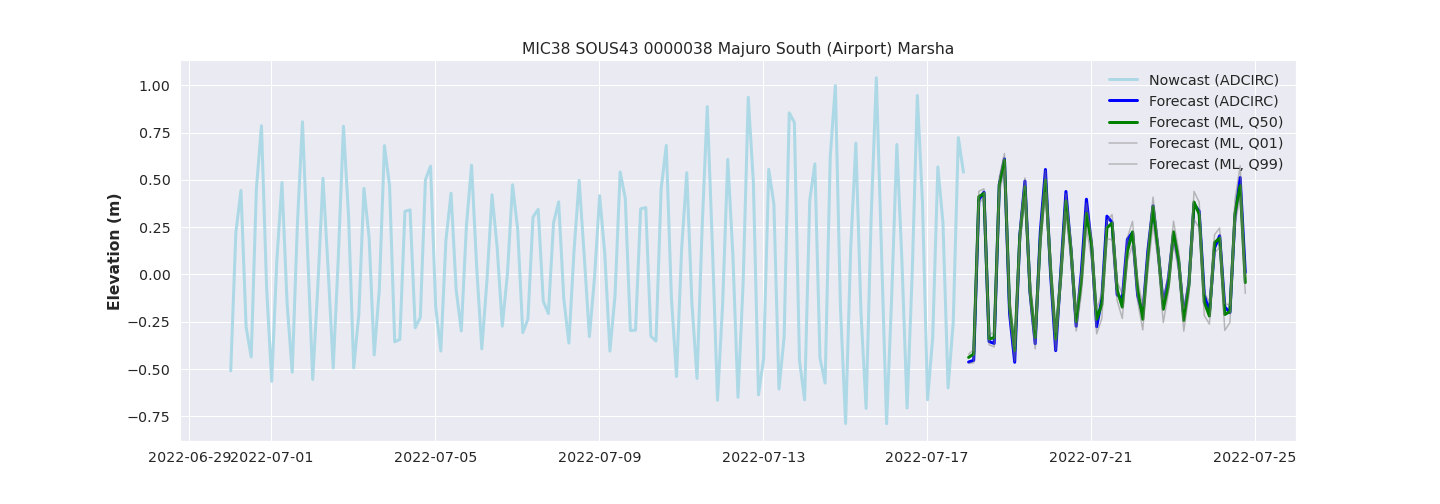 MIC38 SOUS43 0000038 Majuro South (Airport) Marsha
Nowcast (ADCIRC)
Forecast (ADCIRC)
Forecast (ML, Q50)
Forecast (ML, Q01)
Forecast (ML, Q99)
Elevation (m)
1.00
0.75
0.50
0.25
0.00
−0.25
−0.50
−0.75
2022-06-29 2022-07-01 2022-07-05 2022-07-09 2022-07-13 2022-07-17 2022-07-21 2022-07-25